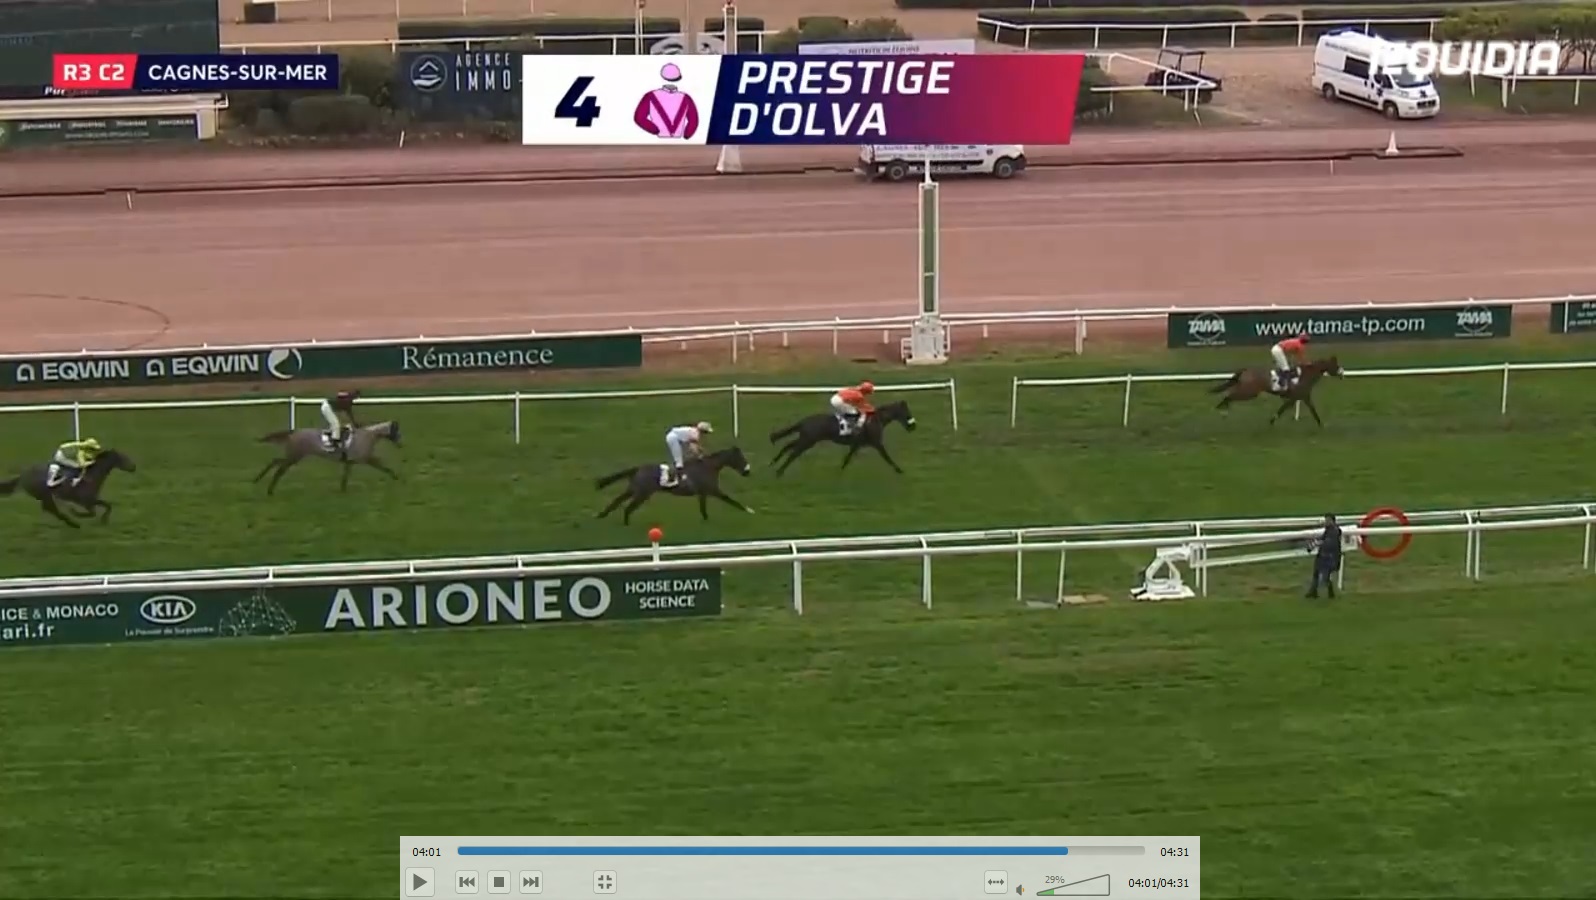 R3 C2 CAGNES-SUR-MER
4 PRESTIGE
D'OLVA
EQUIDIA
AGENCE
IMMO
www.tama-tp.com
TAMA
TAMA
EQWIN EQWIN Rémanence
ICE & MONACO
ari.fr
KIA
ARIONEO
HORSE DATA
SCIENCE
04:01
04:31
29%
04:01/04:31